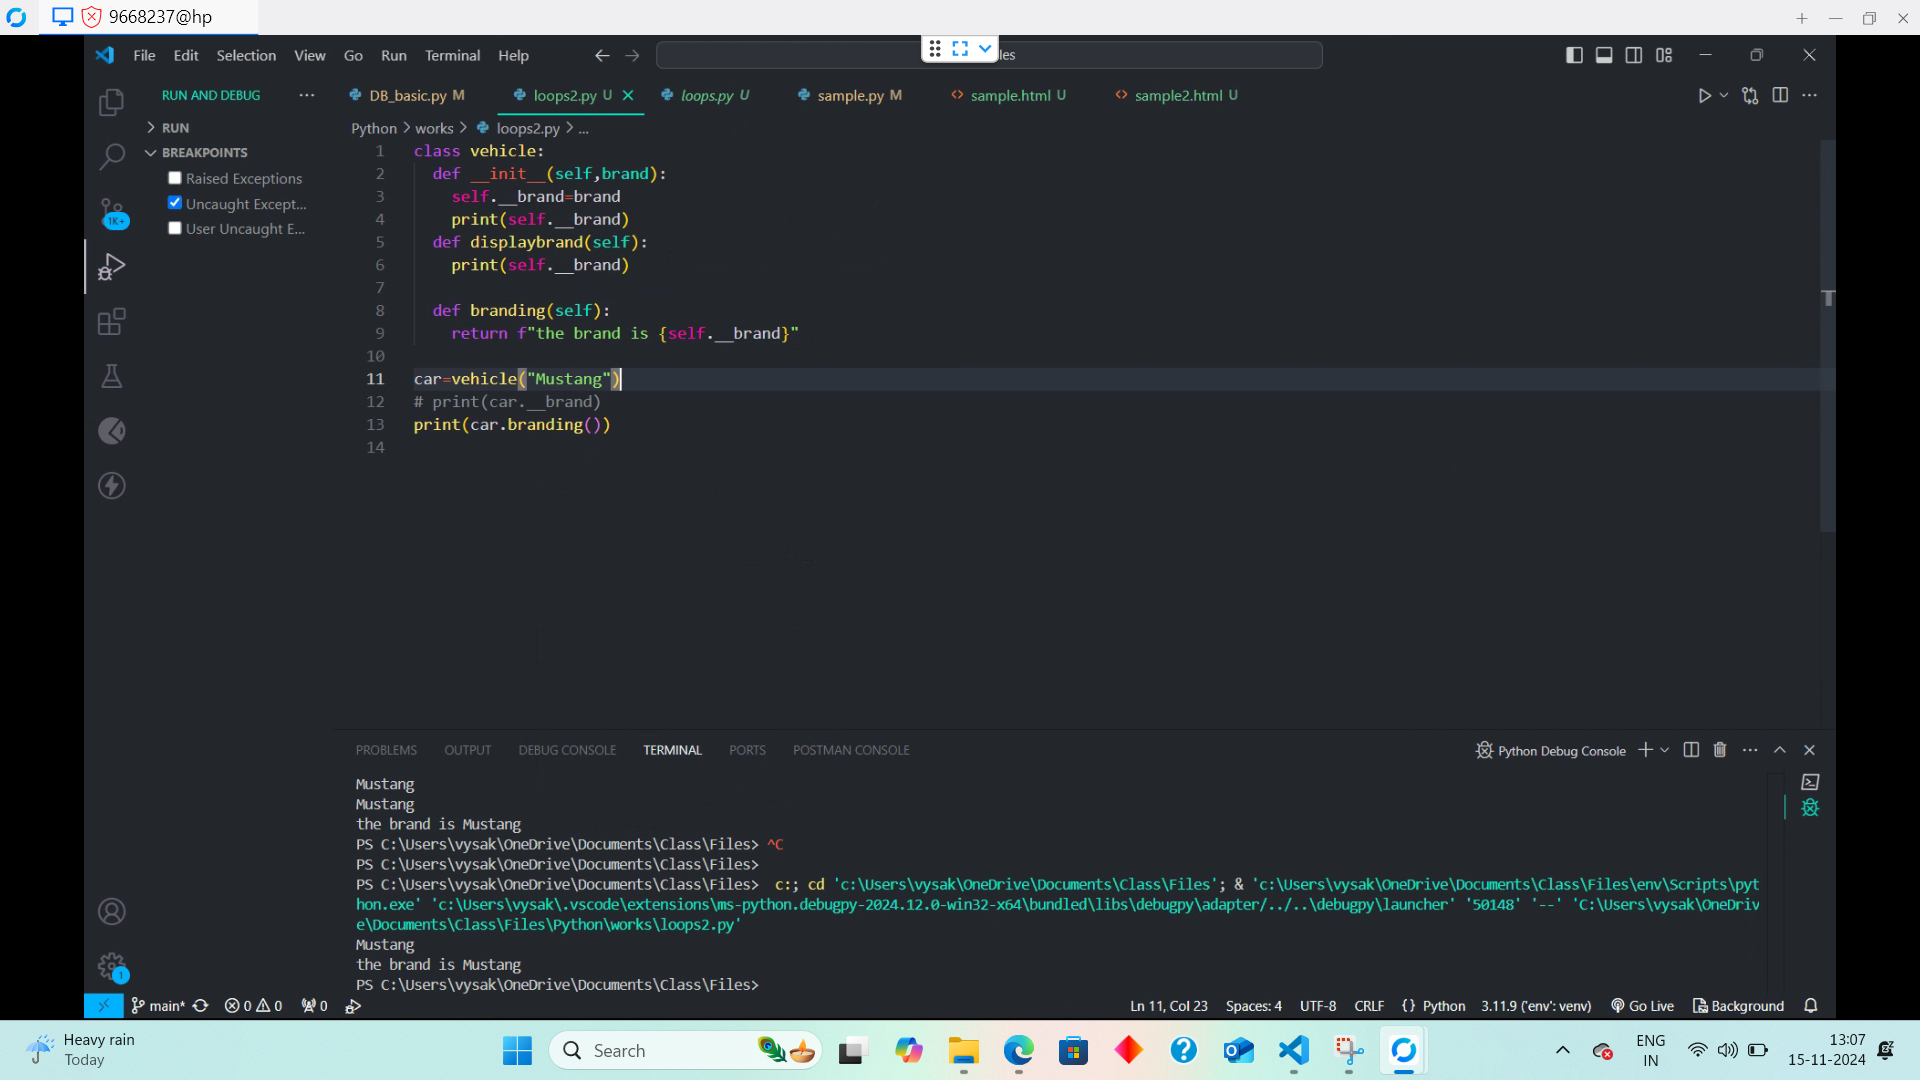 9668237@hp
File Edit Selection View Go Run Terminal Help
les
RUN AND DEBUG
DB_basic.py M
loops2.py U
loops.py U
sample.py M
sample.html U
sample2.html U
RUN
Python > works > loops2.py > ...
BREAKPOINTS
Raised Exceptions
Uncaught Except...
User Uncaught E...
1K+
1 class vehicle:
2 def __init__(self,brand):
3 self.__brand=brand
4 print(self.__brand)
5 def displaybrand(self):
6 print(self.__brand)
7
8 def branding(self):
9 return f"the brand is {self.__brand}"
10
11 car=vehicle("Mustang")
12 # print(car.__brand)
13 print(car.branding())
14
PROBLEMS OUTPUT DEBUG CONSOLE TERMINAL PORTS POSTMAN CONSOLE
Python Debug Console
Mustang
Mustang
the brand is Mustang
PS C:\Users\vysak\OneDrive\Documents\Class\Files> ^C
PS C:\Users\vysak\OneDrive\Documents\Class\Files>
PS C:\Users\vysak\OneDrive\Documents\Class\Files> c:; cd 'c:\Users\vysak\OneDrive\Documents\Class\Files'; & 'c:\Users\vysak\OneDrive\Documents\Class\Files\env\Scripts\pyt
hon.exe' 'c:\Users\vysak\.vscode\extensions\ms-python.debugpy-2024.12.0-win32-x64\bundled\libs\debugpy\adapter/../..\debugpy\launcher' '50148' '--' 'C:\Users\vysak\OneDriv
e\Documents\Class\Files\Python\works\loops2.py'
Mustang
the brand is Mustang
PS C:\Users\vysak\OneDrive\Documents\Class\Files>
1
main* 0 0 0
Ln 11, Col 23 Spaces: 4 UTF-8 CRLF {} Python 3.11.9 ('env': venv) Go Live Background
Heavy rain
Today
Search
ENG
IN
13:07
15-11-2024